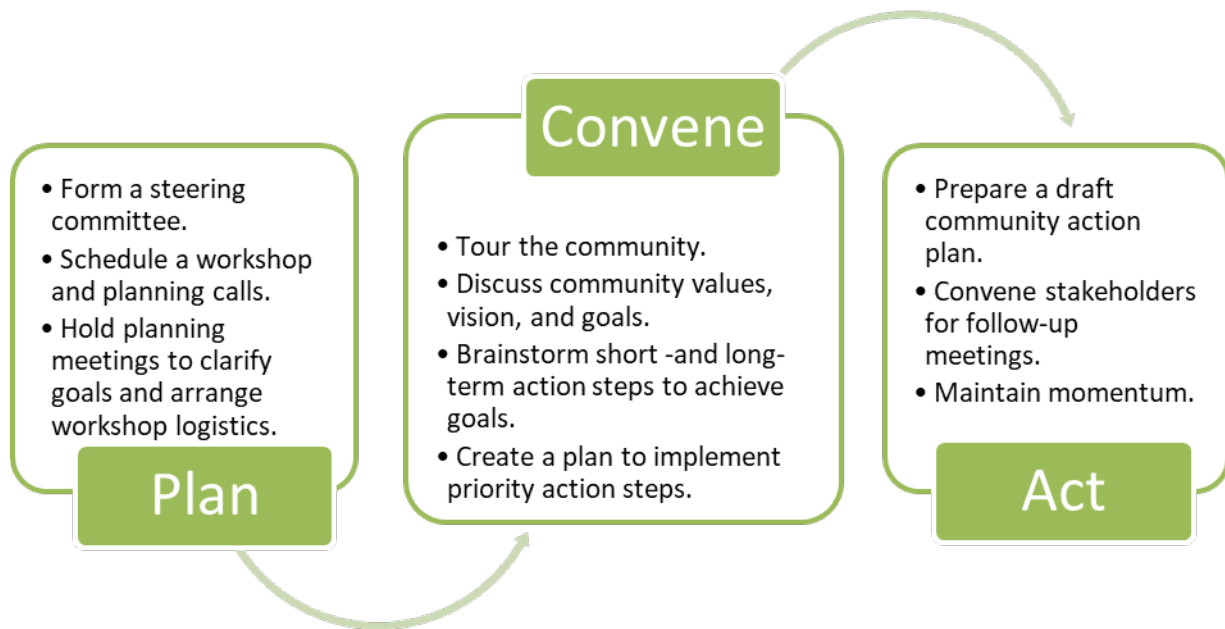 • Form a steering
committee.
• Schedule a workshop
and planning calls.
• Hold planning
meetings to clarify
goals and arrange
workshop logistics.
Plan
Convene
• Tour the community.
• Discuss community values,
vision, and goals.
• Brainstorm short -and long-
term action steps to achieve
goals.
• Create a plan to implement
priority action steps.
• Prepare a draft
community action
plan.
• Convene stakeholders
for follow-up
meetings.
• Maintain momentum.
Act